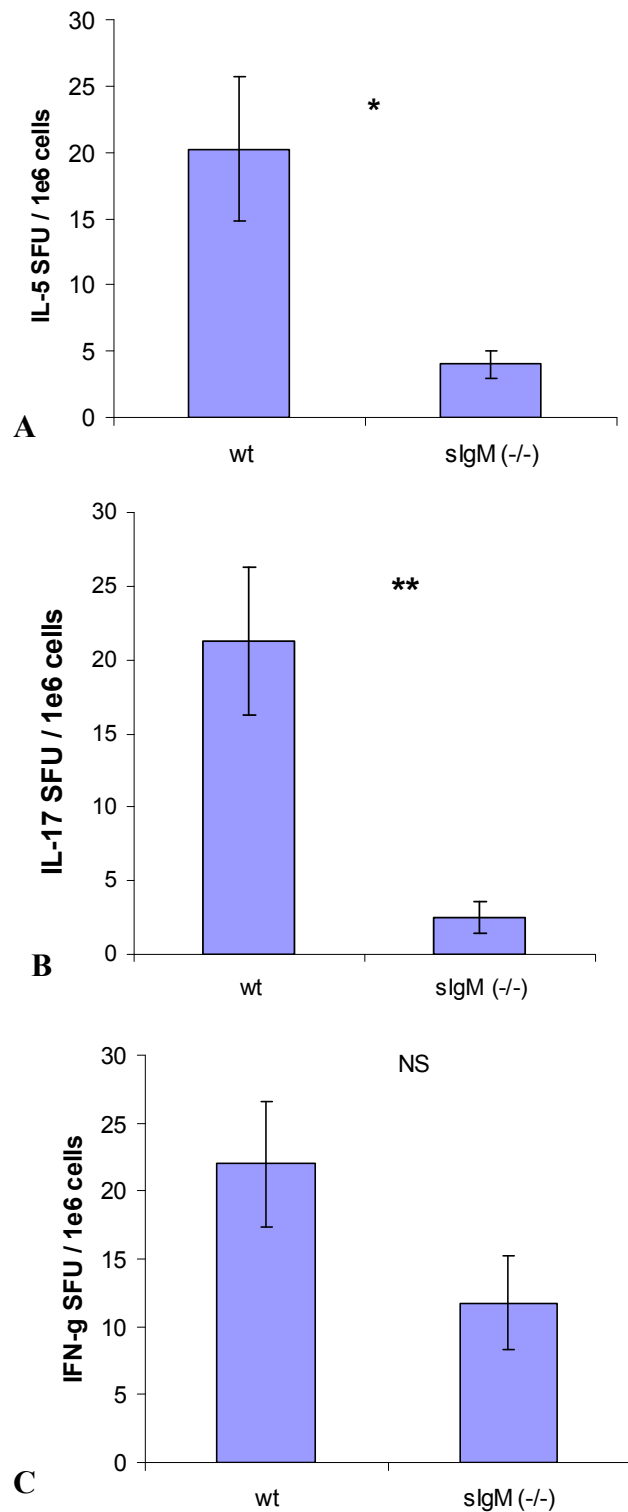 30
25
*
20
15
10
5
0
IL-5 SFU / 1e6 cells
A
wt sIgM (-/-)
30
25
**
20
15
10
5
0
IL-17 SFU / 1e6 cells
B
wt sIgM (-/-)
30
NS
25
20
15
10
5
0
IFN-g SFU / 1e6 cells
C
wt sIgM (-/-)